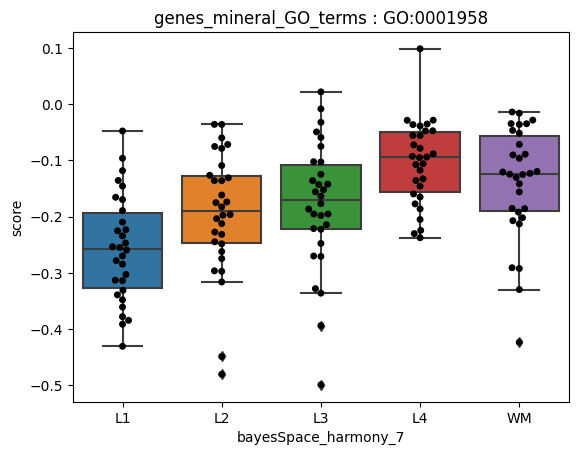 genes_mineral_GO_terms : GO:0001958
0.1
0.0
−0.1
−0.2
−0.3
−0.4
−0.5
score
L1 L2 L3 L4 WM
bayesSpace_harmony_7